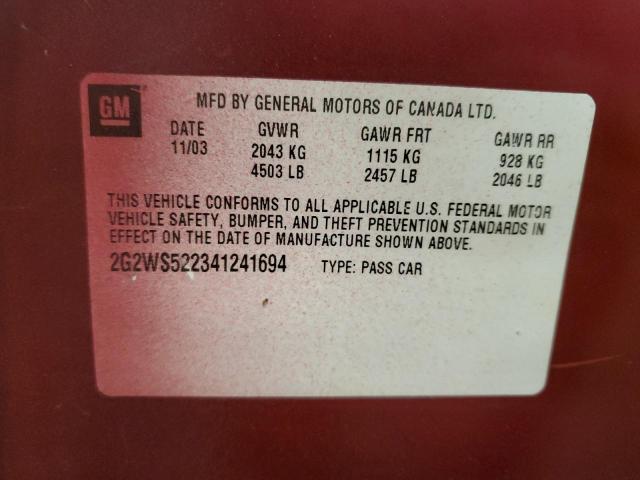 GM
MFD BY GENERAL MOTORS OF CANADA LTD.
DATE GVWR GAWR FRT GAWR RR
11/03 2043 KG 1115 KG 928 KG
4503 LB 2457 LB 2046 LB
THIS VEHICLE CONFORMS TO ALL APPLICABLE U.S. FEDERAL MOTOR
VEHICLE SAFETY, BUMPER, AND THEFT PREVENTION STANDARDS IN
EFFECT ON THE DATE OF MANUFACTURE SHOWN ABOVE.
2G2WS522341241694 TYPE: PASS CAR